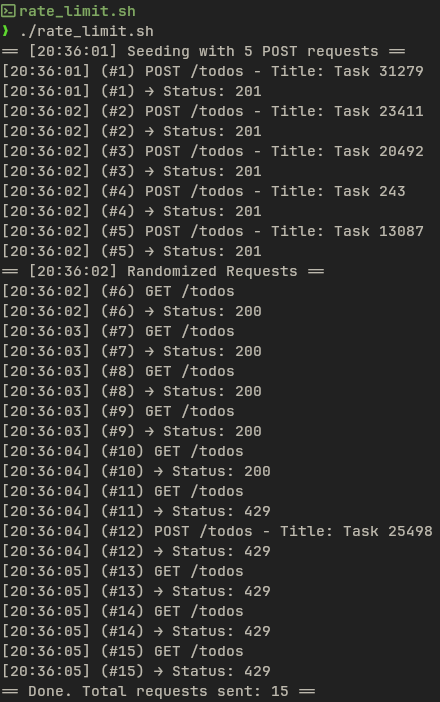 rate_limit.sh
❯ ./rate_limit.sh
== [20:36:01] Seeding with 5 POST requests ==
[20:36:01] (#1) POST /todos - Title: Task 31279
[20:36:01] (#1) → Status: 201
[20:36:02] (#2) POST /todos - Title: Task 23411
[20:36:02] (#2) → Status: 201
[20:36:02] (#3) POST /todos - Title: Task 20492
[20:36:02] (#3) → Status: 201
[20:36:02] (#4) POST /todos - Title: Task 243
[20:36:02] (#4) → Status: 201
[20:36:02] (#5) POST /todos - Title: Task 13087
[20:36:02] (#5) → Status: 201
== [20:36:02] Randomized Requests ==
[20:36:02] (#6) GET /todos
[20:36:02] (#6) → Status: 200
[20:36:03] (#7) GET /todos
[20:36:03] (#7) → Status: 200
[20:36:03] (#8) GET /todos
[20:36:03] (#8) → Status: 200
[20:36:03] (#9) GET /todos
[20:36:03] (#9) → Status: 200
[20:36:04] (#10) GET /todos
[20:36:04] (#10) → Status: 200
[20:36:04] (#11) GET /todos
[20:36:04] (#11) → Status: 429
[20:36:04] (#12) POST /todos - Title: Task 25498
[20:36:04] (#12) → Status: 429
[20:36:05] (#13) GET /todos
[20:36:05] (#13) → Status: 429
[20:36:05] (#14) GET /todos
[20:36:05] (#14) → Status: 429
[20:36:05] (#15) GET /todos
[20:36:05] (#15) → Status: 429
== Done. Total requests sent: 15 ==